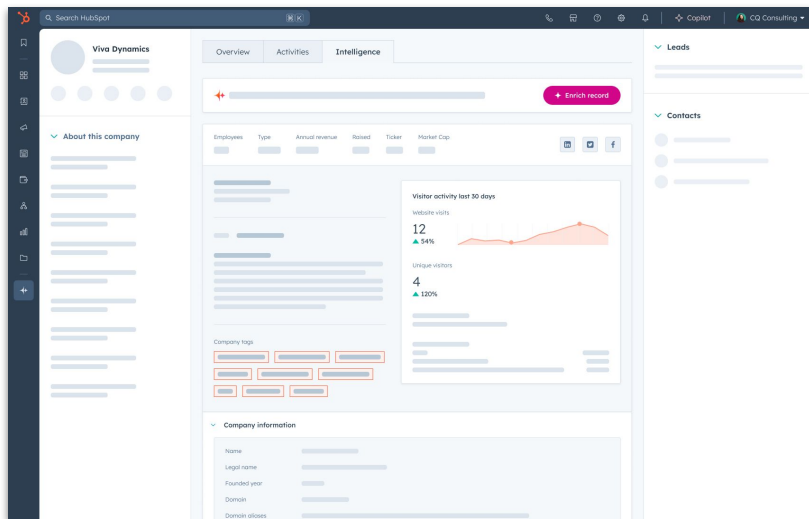 Search HubSpot
⌘ K
Copilot
CQ Consulting
Viva Dynamics
About this company
Overview
Activities
Intelligence
Enrich record
Employees
Type
Annual revenue
Raised
Ticker
Market Cap
Visitor activity last 30 days
Website visits
12
54%
Unique visitors
4
120%
Company tags
Company information
Name
Legal name
Founded year
Domain
Domain aliases
Leads
Contacts